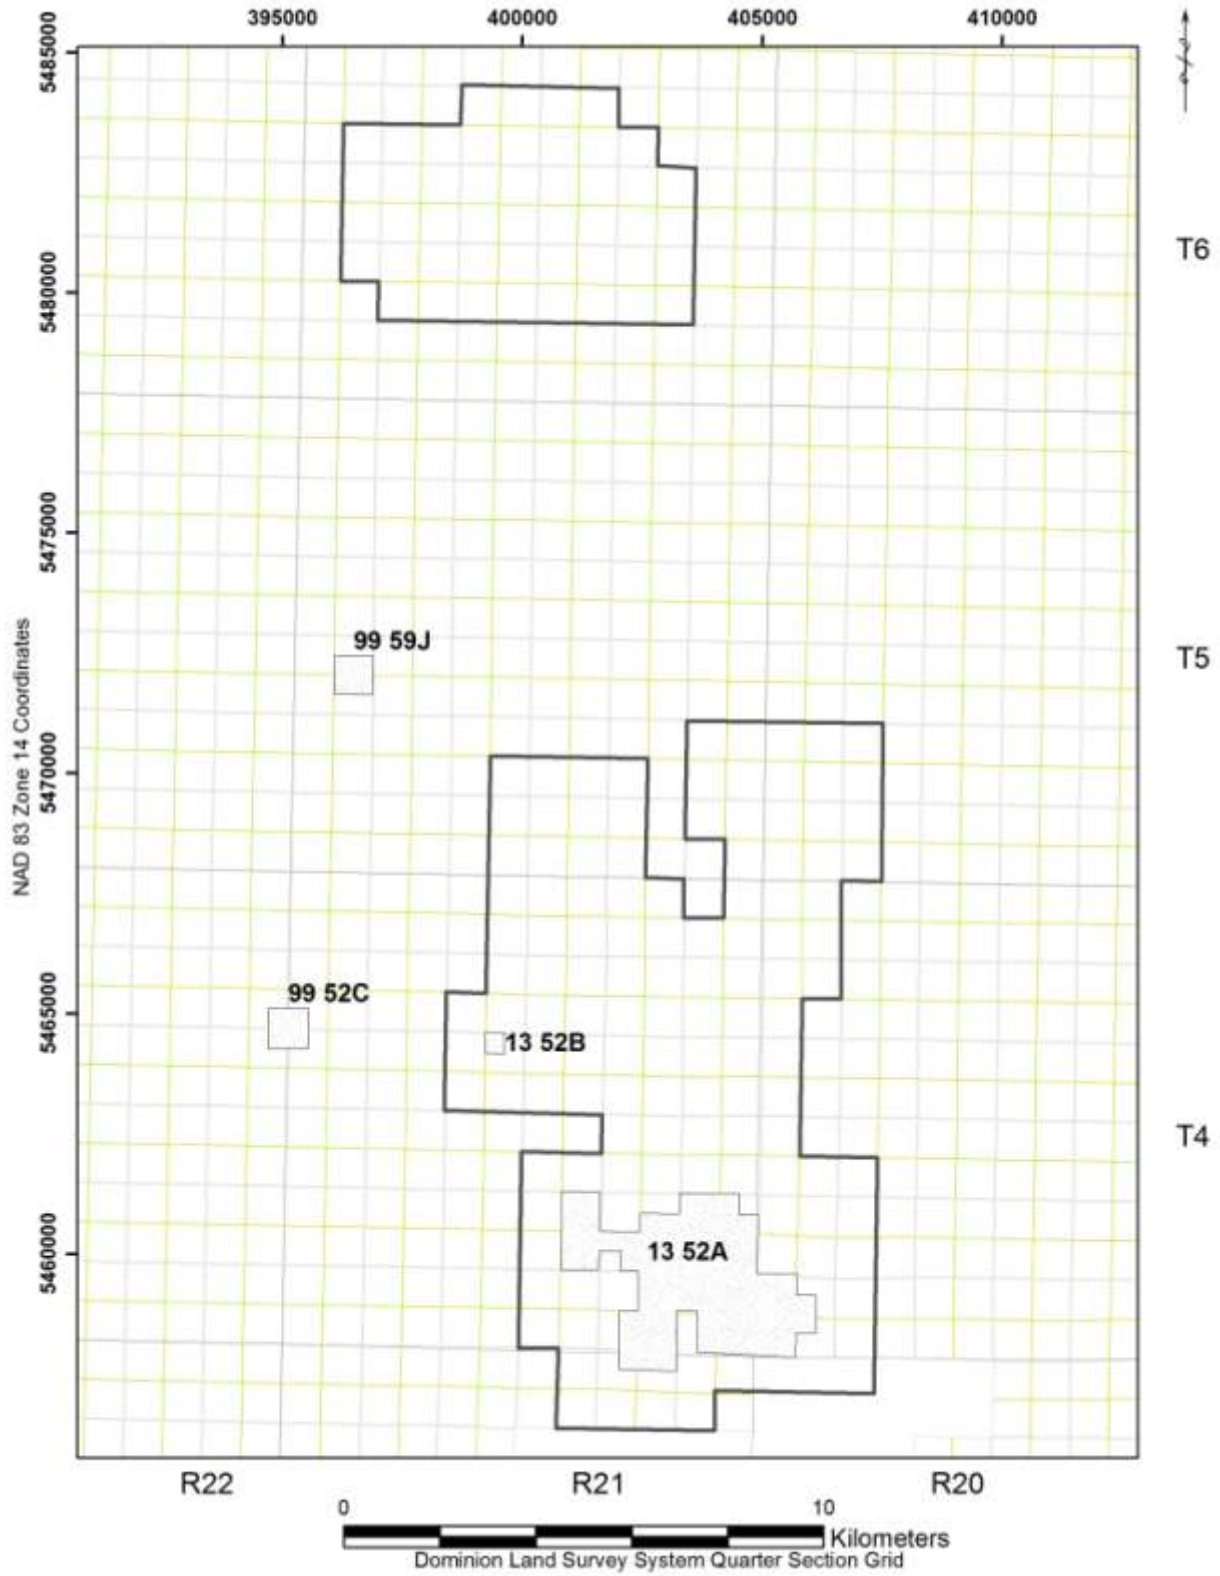 395000 400000 405000 410000
5485000
T6
5480000
5475000
99 59J
T5
NAD 83 Zone 14 Coordinates
5470000
99 52C
5465000
13 52B
T4
13 52A
5460000
R22 R21 R20
0 10
Kilometers
Dominion Land Survey System Quarter Section Grid